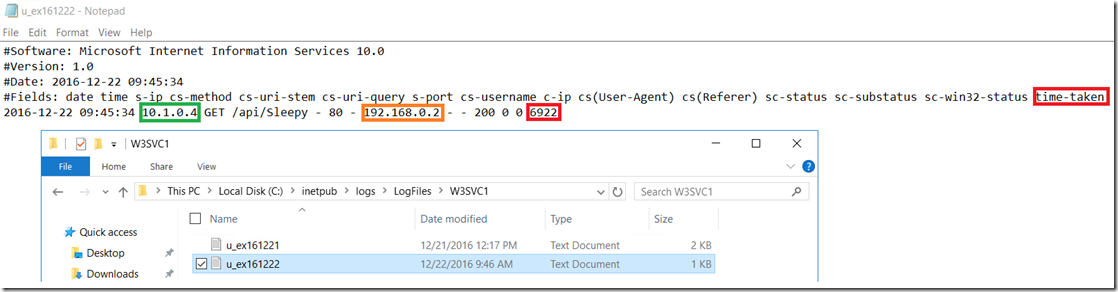 u_ex161222 - Notepad
File Edit Format View Help
#Software: Microsoft Internet Information Services 10.0
#Version: 1.0
#Date: 2016-12-22 09:45:34
#Fields: date time s-ip cs-method cs-uri-stem cs-uri-query s-port cs-username c-ip cs(User-Agent) cs(Referer) sc-status sc-substatus sc-win32-status time-taken
2016-12-22 09:45:34 10.1.0.4 GET /api/Sleepy - 80 - 192.168.0.2 - - 200 0 0 6922
W3SVC1
File Home Share View
This PC > Local Disk (C:) > inetpub > logs > LogFiles > W3SVC1
Search W3SVC1
Name Date modified Type Size
Quick access
u_ex161221 12/21/2016 12:17 PM Text Document 2 KB
Desktop
u_ex161222 12/22/2016 9:46 AM Text Document 1 KB
Downloads